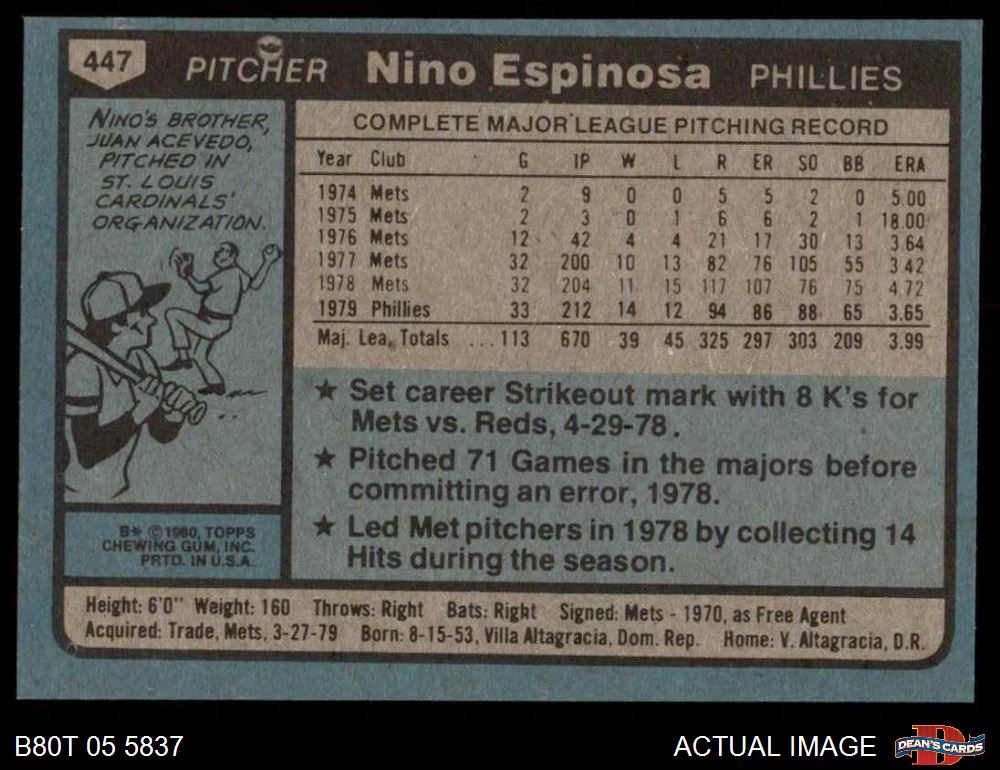 447 PITCHER Nino Espinosa PHILLIES
NINO'S BROTHER,
JUAN ACEVEDO,
PITCHED IN
ST. LOUIS
CARDINALS'
ORGANIZATION.
COMPLETE MAJOR LEAGUE PITCHING RECORD
Year Club G IP W L R ER SO BB ERA
1974 Mets 2 9 0 0 5 5 2 0 5.00
1975 Mets 2 3 0 1 6 6 2 1 18.00
1976 Mets 12 42 4 4 21 17 30 13 3.64
1977 Mets 32 200 10 13 82 76 105 55 3.42
1978 Mets 32 204 11 15 117 107 76 75 4.72
1979 Phillies 33 212 14 12 94 86 88 65 3.65
Maj. Lea. Totals ... 113 670 39 45 325 297 303 209 3.99
★ Set career Strikeout mark with 8 K's for
Mets vs. Reds, 4-29-78.
★ Pitched 71 Games in the majors before
committing an error, 1978.
★ Led Met pitchers in 1978 by collecting 14
Hits during the season.
B* © 1980, TOPPS
CHEWING GUM, INC.
PRTD. IN U.S.A.
Height: 6'0" Weight: 160 Throws: Right Bats: Right Signed: Mets - 1970, as Free Agent
Acquired: Trade, Mets, 3-27-79 Born: 8-15-53, Villa Altagracia, Dom. Rep. Home: V. Altagracia, D.R.
B80T 05 5837
ACTUAL IMAGE
D
DEAN'S CARDS